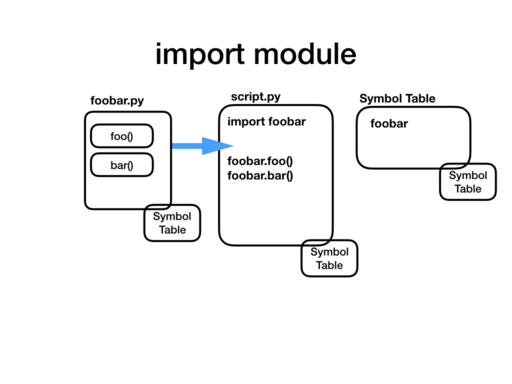 import module
foobar.py
foo()
bar()
Symbol
Table
script.py
import foobar
foobar.foo()
foobar.bar()
Symbol
Table
Symbol Table
foobar
Symbol
Table